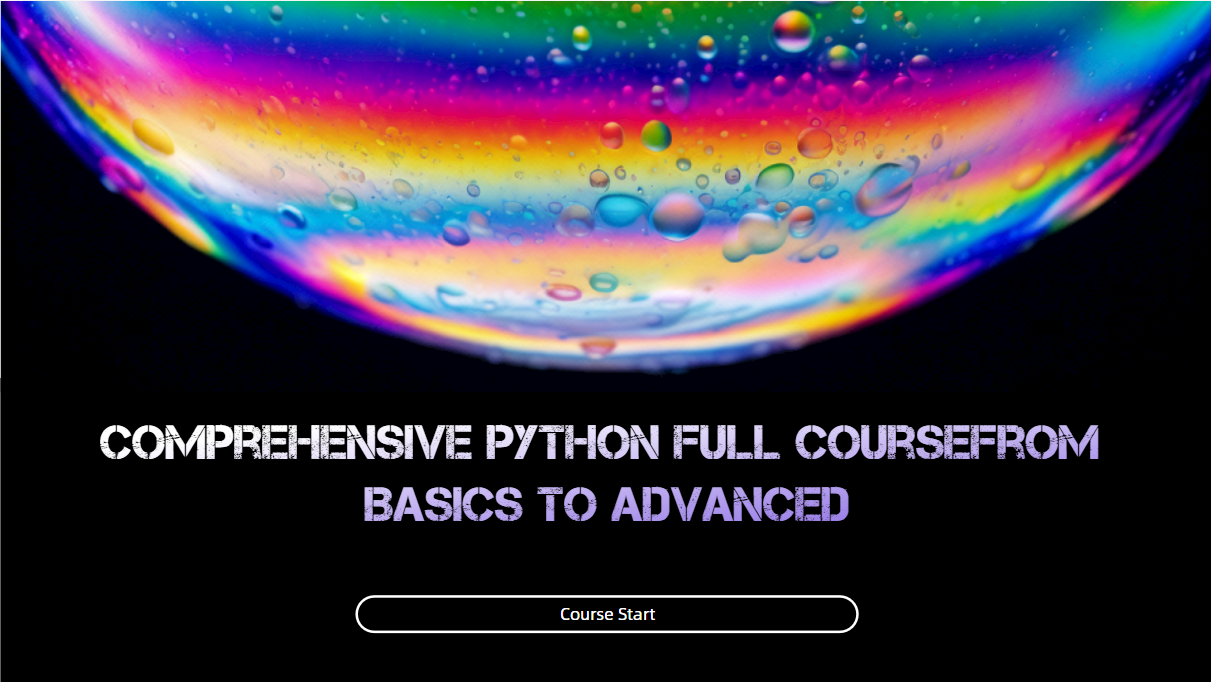 COMPREHENSIVE PYTHON FULL COURSEFROM
BASICS TO ADVANCED
Course Start